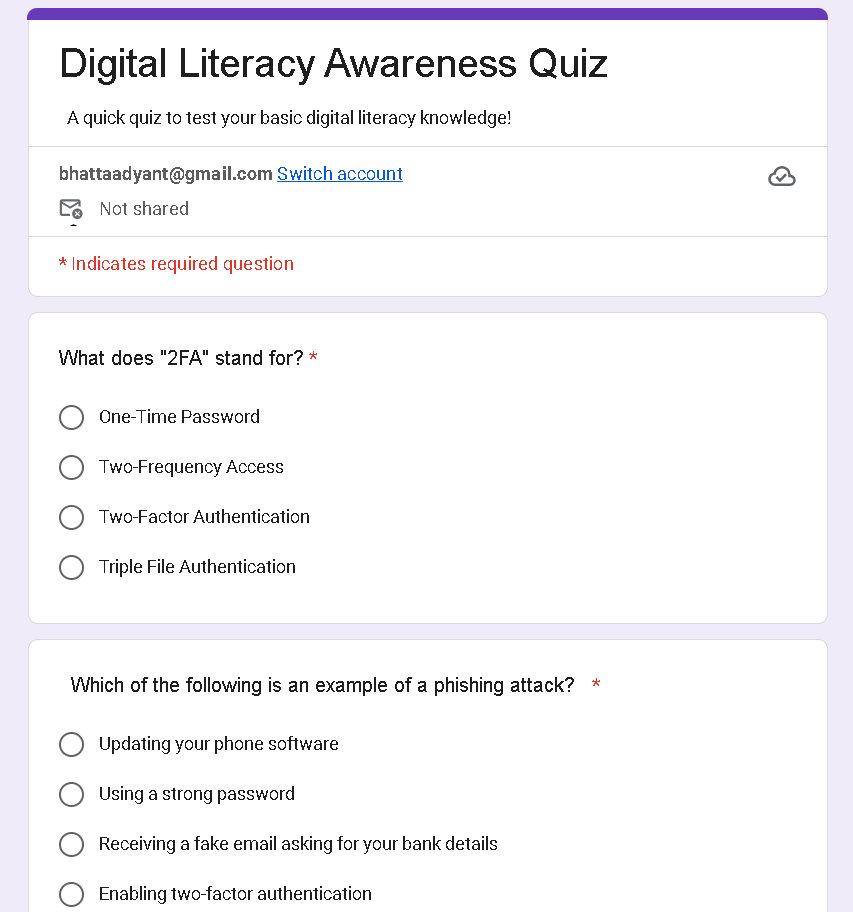 Digital Literacy Awareness Quiz
A quick quiz to test your basic digital literacy knowledge!
bhattaadyant@gmail.com Switch account
Not shared
* Indicates required question
What does "2FA" stand for? *
One-Time Password
Two-Frequency Access
Two-Factor Authentication
Triple File Authentication
Which of the following is an example of a phishing attack? *
Updating your phone software
Using a strong password
Receiving a fake email asking for your bank details
Enabling two-factor authentication